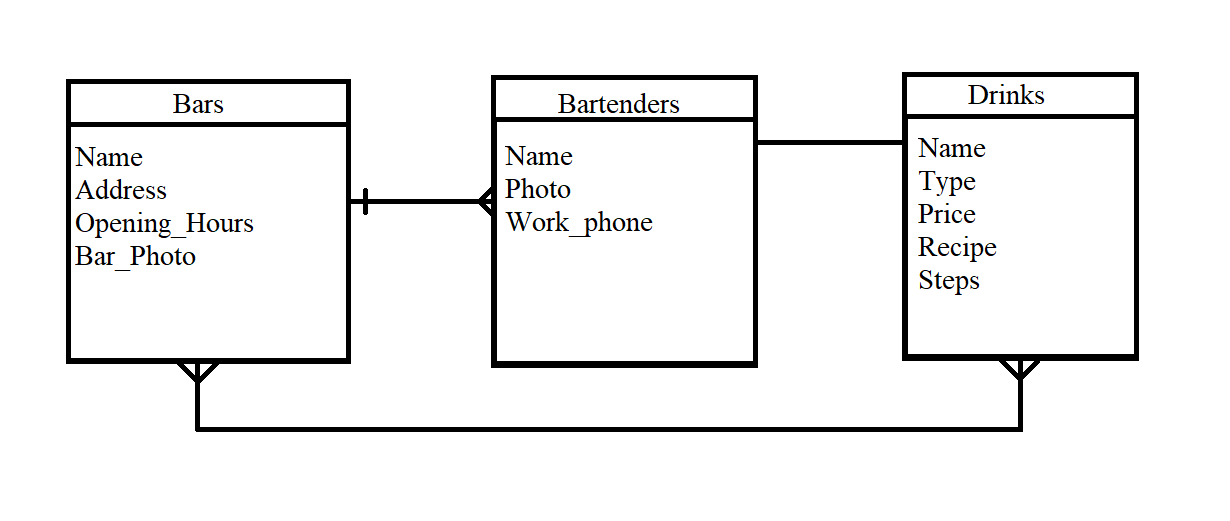 Bars
Name
Address
Opening_Hours
Bar_Photo
Bartenders
Name
Photo
Work_phone
Drinks
Name
Type
Price
Recipe
Steps